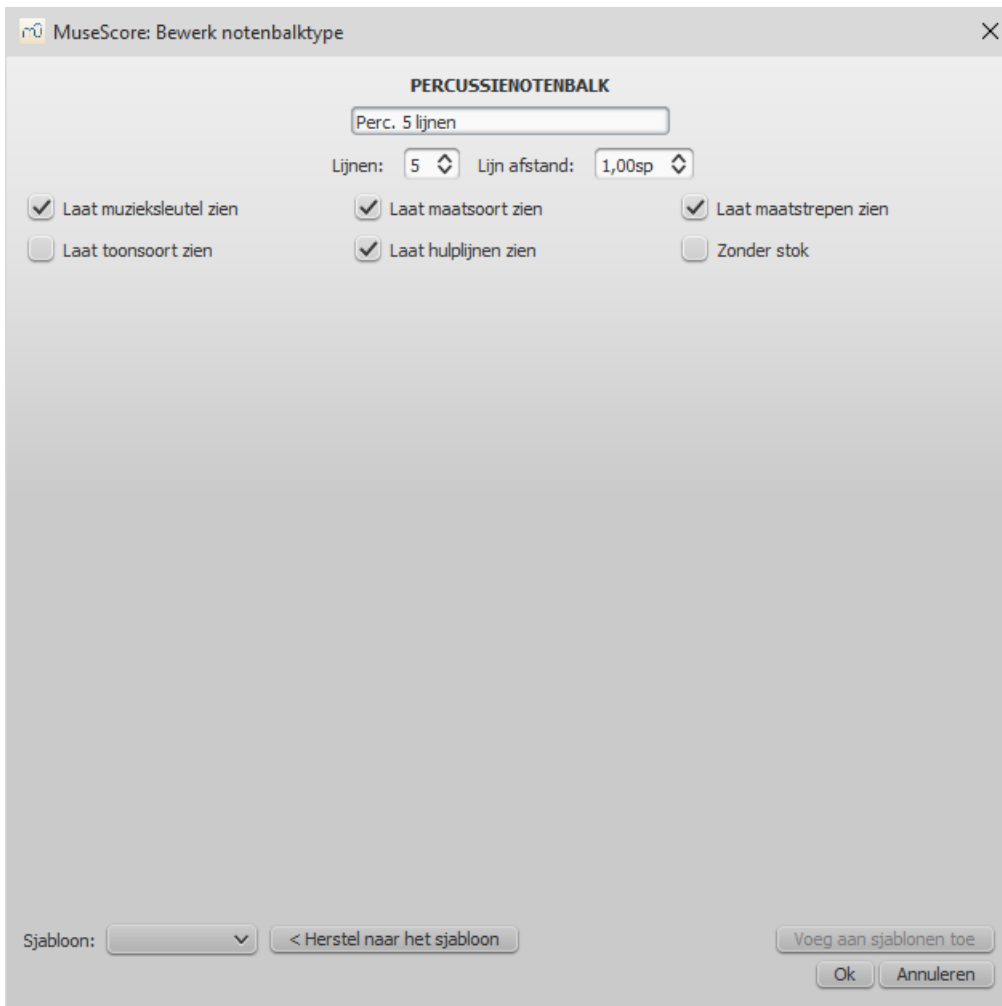 MuseScore: Bewerk notenbalktype
PERCUSSIENOTENBALK
Perc. 5 lijnen
Lijnen: 5 Lijn afstand: 1,00sp
Laat muzieksleutel zien Laat maatsoort zien Laat maatstrepen zien
Laat toonsoort zien Laat hulplijnen zien Zonder stok
Sjabloon: < Herstel naar het sjabloon Voeg aan sjablonen toe
Ok Annuleren